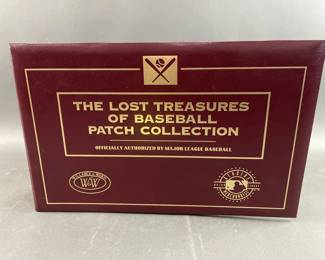 THE LOST TREASURES
OF BASEBALL
PATCH COLLECTION
OFFICIALLY AUTHORIZED BY MAJOR LEAGUE BASEBALL
W&W